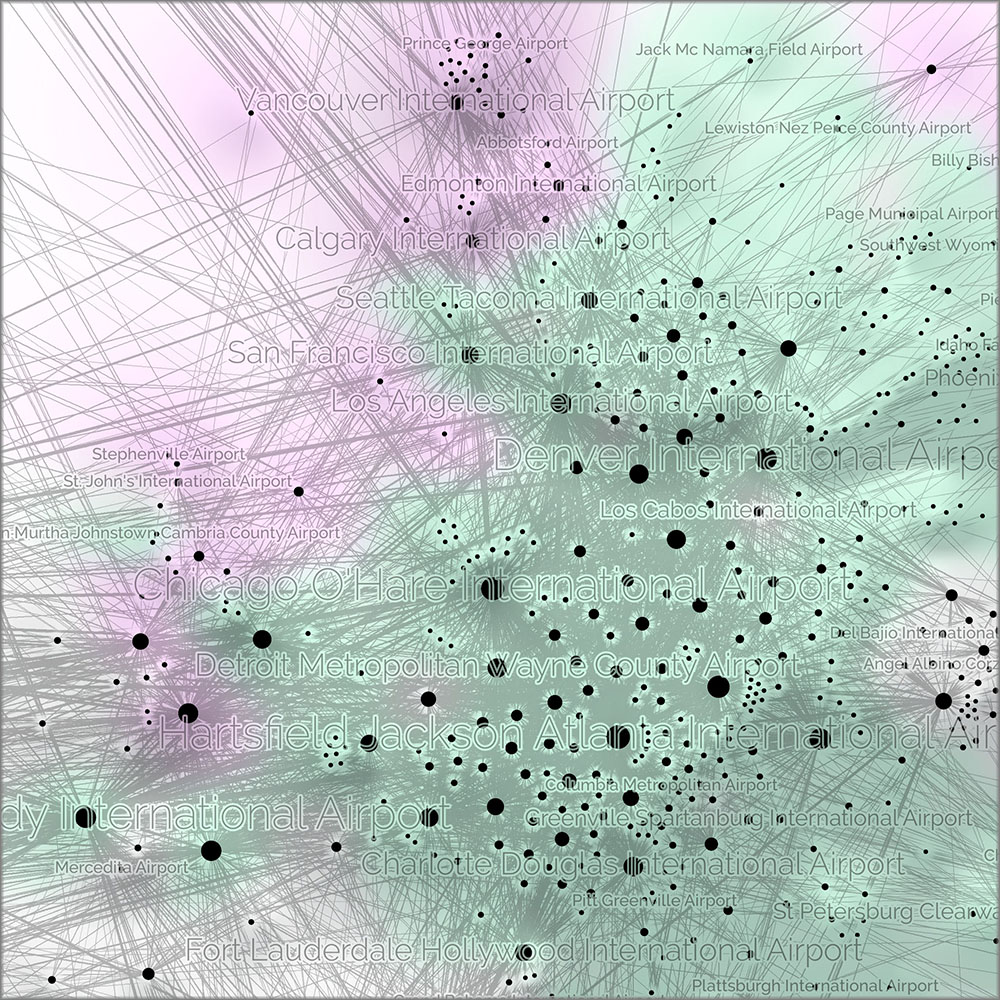 Prince George Airport
Jack Mc Namara Field Airport
Vancouver International Airport
Lewiston Nez Perce County Airport
Abbotsford Airport
Billy Bish
Edmonton International Airport
Page Municipal Airport
Calgary International Airport
Southwest Wyom
Seattle Tacoma International Airport
Idaho Fa
San Francisco International Airport
Phoeni
Los Angeles International Airport
Stephenville Airport
Denver International Airpo
St. John's International Airport
Los Cabos International Airport
n Murtha Johnstown Cambria County Airport
Chicago O'Hare International Airport
Del Bajio International
Detroit Metropolitan Wayne County Airport
Angel Albino Cor
Hartsfield Jackson Atlanta International Air
Columbia Metropolitan Airport
dy International Airport
Greenville Spartanburg International Airport
Mercedita Airport
Charlotte Douglas International Airport
Pitt Greenville Airport
St Petersburg Clearwa
Fort Lauderdale Hollywood International Airport
Plattsburgh International Airport